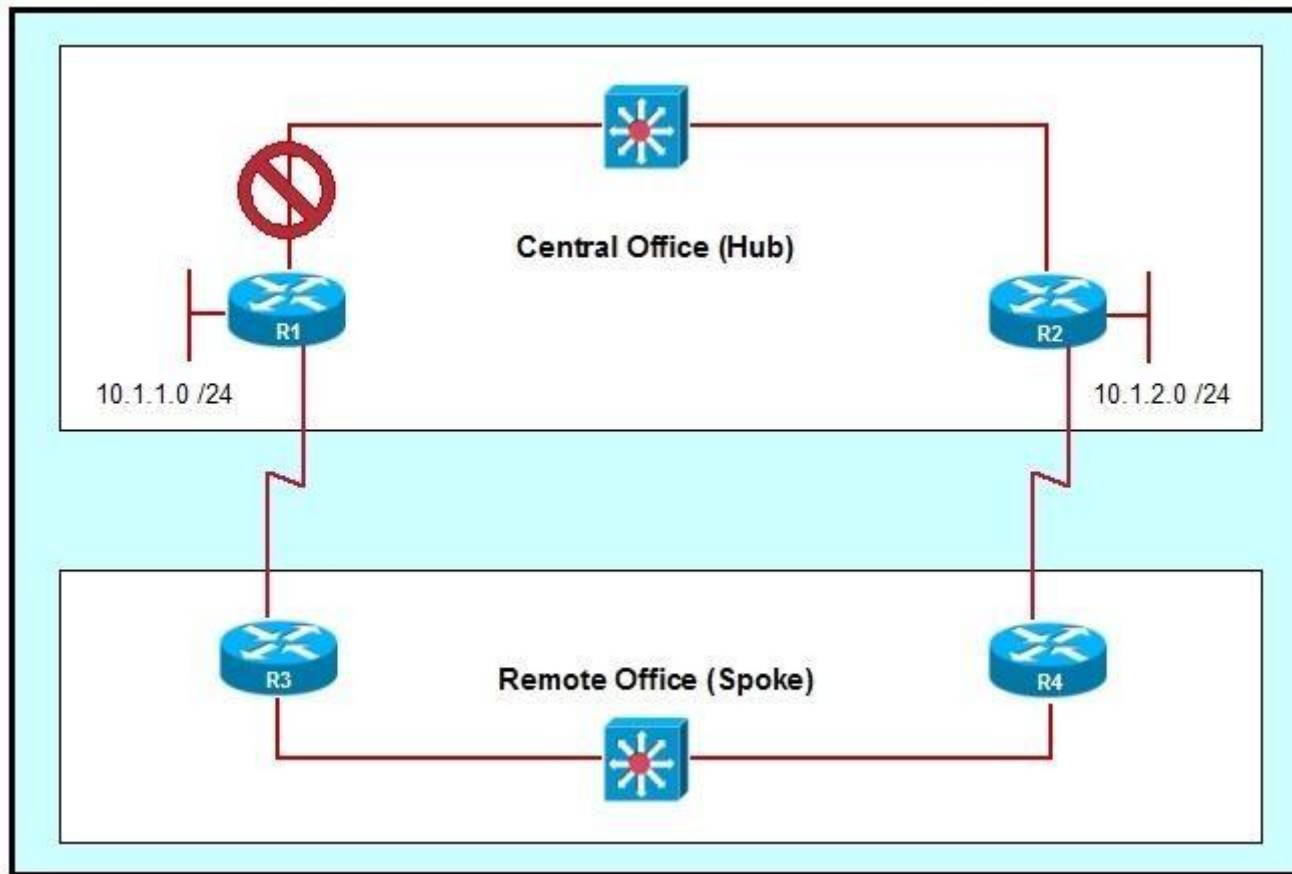 Central Office (Hub)
R1
R2
10.1.1.0 /24
10.1.2.0 /24
R3
Remote Office (Spoke)
R4